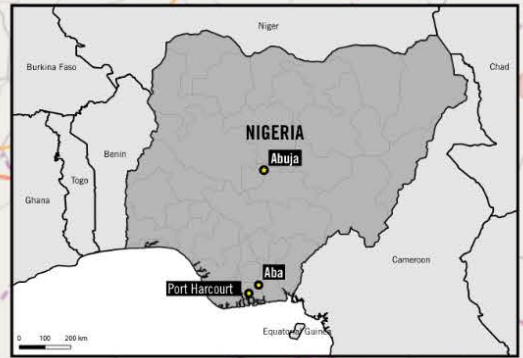 Niger
Burkina Faso
Chad
NIGERIA
Benin
Abuja
Togo
Ghana
Cameroon
Aba
Port Harcourt
Equatorial Guinea
0 100 200 km